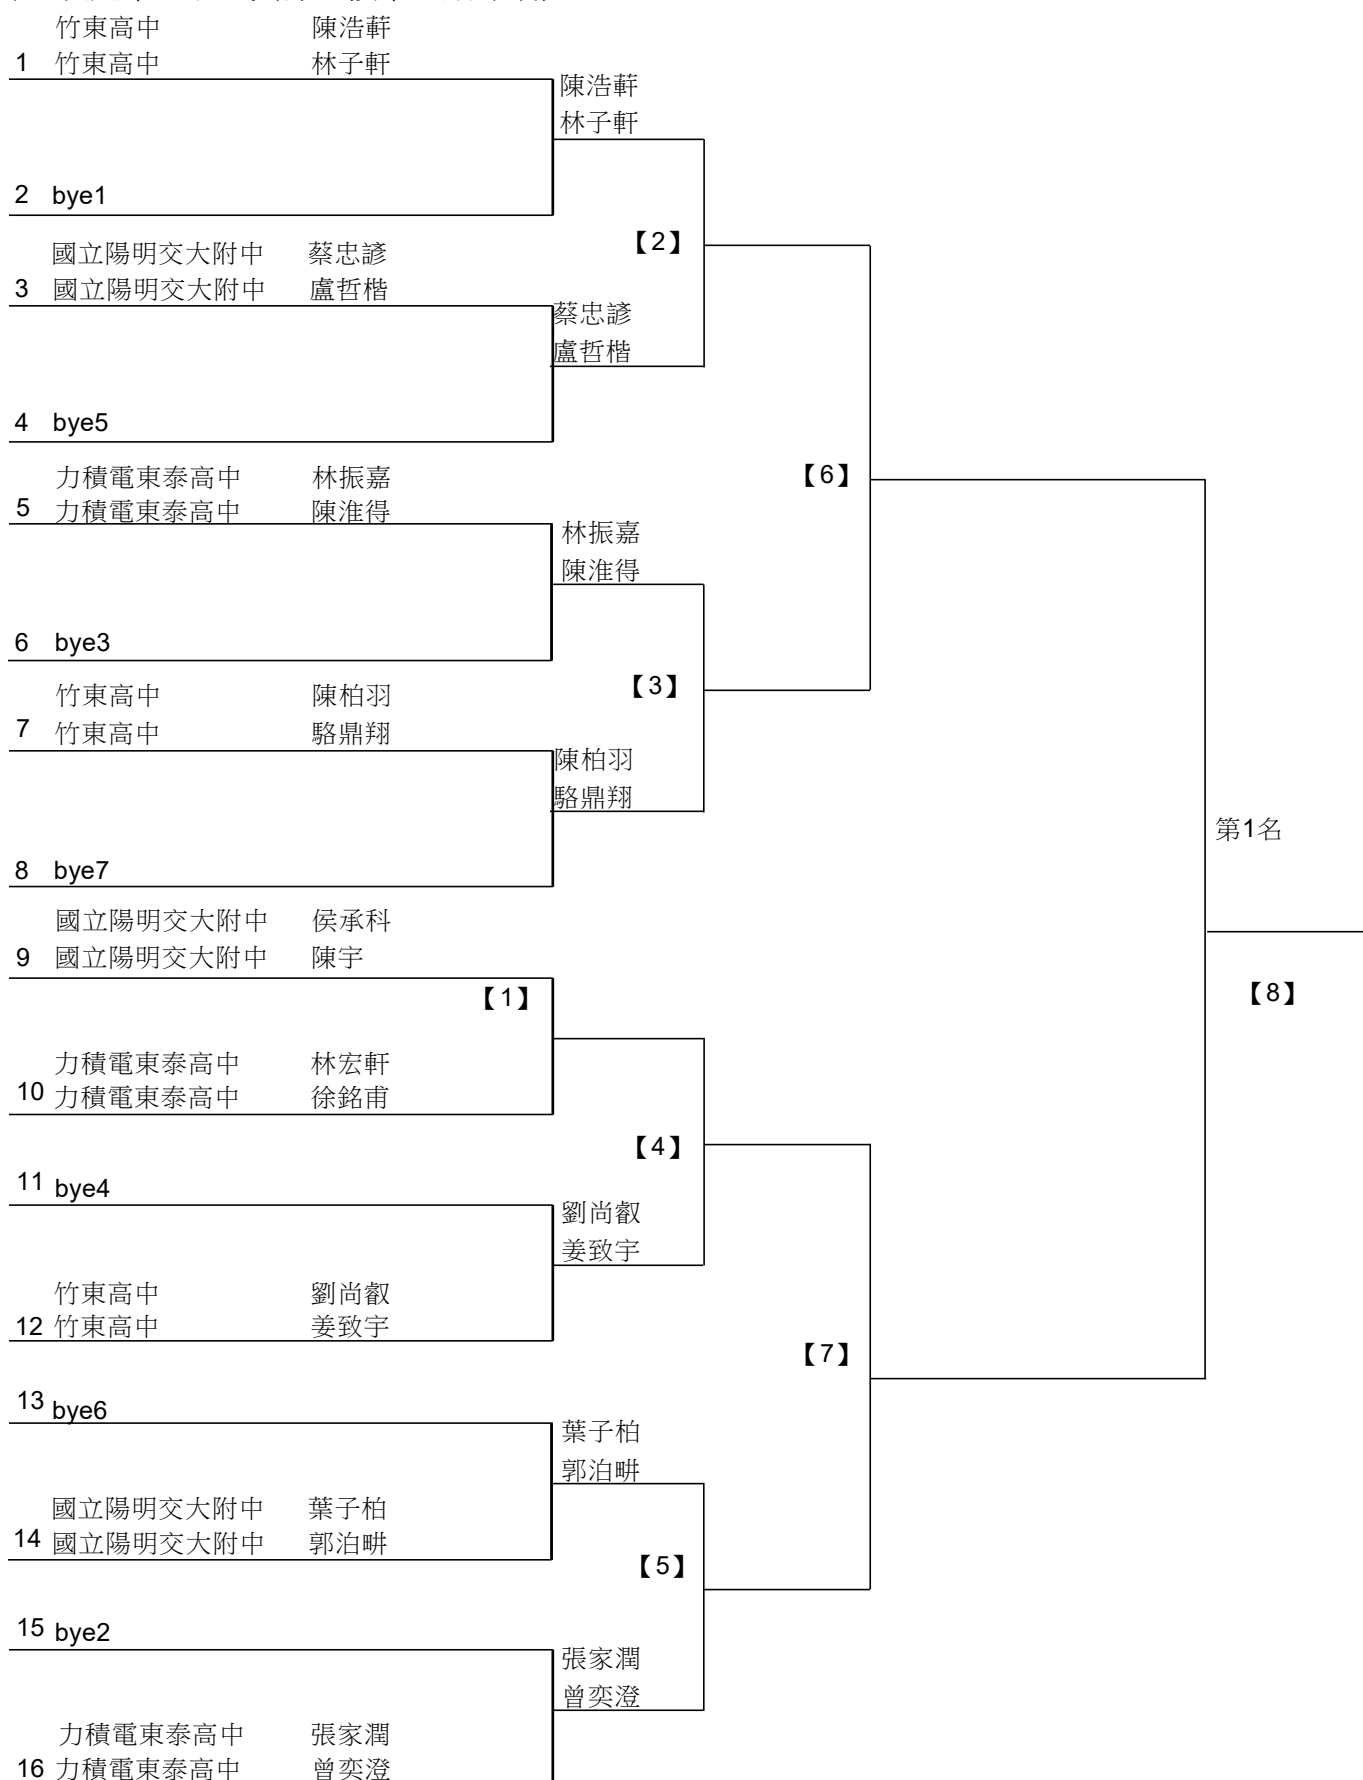 竹東高中 陳浩蓒
1 竹東高中 林子軒
陳浩蓒
林子軒
2 bye1
【2】
國立陽明交大附中 蔡忠諺
3 國立陽明交大附中 盧哲楷
蔡忠諺
盧哲楷
4 bye5
【6】
力積電東泰高中 林振嘉
5 力積電東泰高中 陳淮得
林振嘉
陳淮得
6 bye3
【3】
竹東高中 陳柏羽
7 竹東高中 駱鼎翔
陳柏羽
駱鼎翔
第1名
8 bye7
國立陽明交大附中 侯承科
9 國立陽明交大附中 陳宇
【1】
【8】
力積電東泰高中 林宏軒
10 力積電東泰高中 徐銘甫
【4】
11 bye4
劉尚叡
姜致宇
竹東高中 劉尚叡
12 竹東高中 姜致宇
【7】
13 bye6
葉子柏
郭泊畊
國立陽明交大附中 葉子柏
14 國立陽明交大附中 郭泊畊
【5】
15 bye2
張家潤
曾奕澄
力積電東泰高中 張家潤
16 力積電東泰高中 曾奕澄